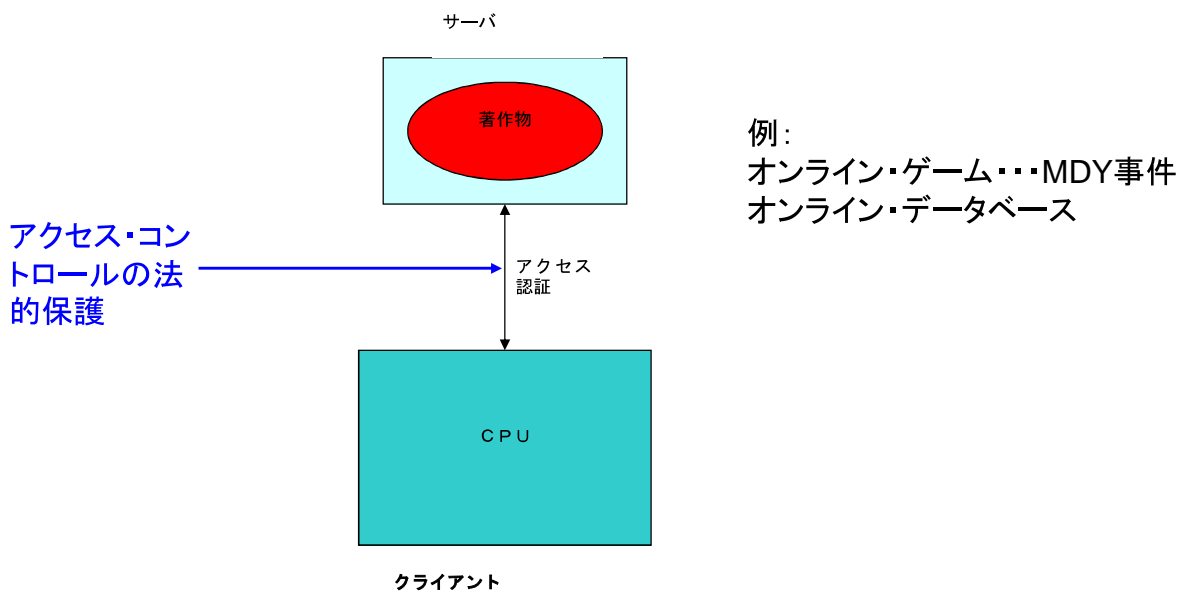 サーバ
著作物
例：
オンライン・ゲーム・・・MDY事件
オンライン・データベース
アクセス・コン
トロールの法
的保護
アクセス
認証
ＣＰＵ
クライアント